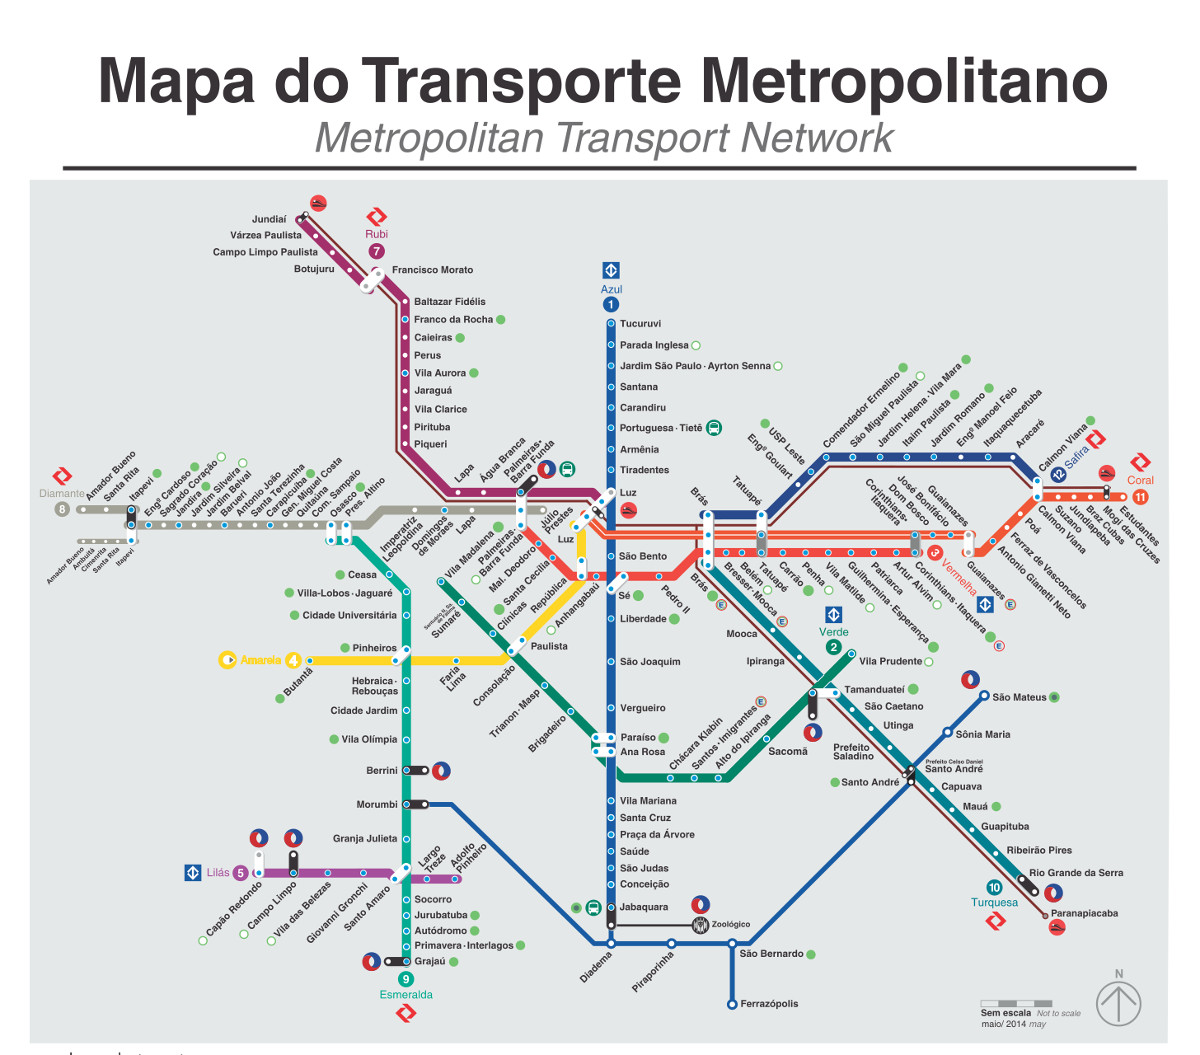 Mapa do Transporte Metropolitano
Metropolitan Transport Network
Jundiaí
Várzea Paulista
Campo Limpo Paulista
Botujuru
Rubi
7
Francisco Morato
Baltazar Fidélis
Franco da Rocha
Caieiras
Perus
Vila Aurora
Jaraguá
Vila Clarice
Pirituba
Piqueri
Lapa
Água Branca
Palmeiras-
Barra Funda
Azul
1
Tucuruvi
Parada Inglesa
Jardim São Paulo · Ayrton Senna
Santana
Carandiru
Portuguesa · Tietê
Armênia
Tiradentes
Luz
São Bento
Sé
Liberdade
São Joaquim
Vergueiro
Paraíso
Ana Rosa
Vila Mariana
Santa Cruz
Praça da Árvore
Saúde
São Judas
Conceição
Jabaquara
Zoológico
Diamante
8
Amador Bueno
Santa Rita
Itapevi
Engº Cardoso
Sagrado Coração
Jandira
Jardim Silveira
Jardim Belval
Barueri
Antonio João
Santa Terezinha
Carapicuíba
Gen. Miguel Costa
Quitaúna
Com. Sampaio
Osasco
Pres. Altino
Imperatriz
Leopoldina
Domingos
de Moraes
Lapa
Júlio
Prestes
Amador Bueno
Ambuitá
Cimenrita
Santa Rita
Itapevi
Ceasa
Villa-Lobos · Jaguaré
Cidade Universitária
Pinheiros
Hebraica ·
Rebouças
Cidade Jardim
Vila Olímpia
Berrini
Morumbi
Granja Julieta
Santo Amaro
Socorro
Jurubatuba
Autódromo
Primavera · Interlagos
Grajaú
9
Esmeralda
Amarela
4
Butantã
Faria
Lima
Paulista
República
Luz
Vila Madalena
Santuário N. Sra.
de Fátima
Sumaré
Clínicas
Consolação
Trianon · Masp
Brigadeiro
Chácara Klabin
Santos · Imigrantes
Alto do Ipiranga
Sacomã
Verde
2
Vila Prudente
Tamanduateí
Palmeiras-
Barra Funda
Mal. Deodoro
Santa Cecília
Anhangabaú
Pedro II
Brás
Bresser · Mooca
Belém
Tatuapé
Carrão
Penha
Vila Matilde
Guilhermina · Esperança
Patriarca
Artur Alvim
Corinthians · Itaquera
3
Vermelha
Brás
Tatuapé
Engº Goulart
USP Leste
Comendador Ermelino
São Miguel Paulista
Jardim Helena · Vila Mara
Itaim Paulista
Jardim Romano
Engº Manoel Feio
Itaquaquecetuba
Aracaré
Calmon Viana
12
Safira
Coral
11
Corinthians-
Itaquera
Dom Bosco
José Bonifácio
Guaianazes
Guaianazes
Antonio Gianetti Neto
Ferraz de Vasconcelos
Poá
Calmon Viana
Suzano
Jundiapeba
Braz Cubas
Mogi das Cruzes
Estudantes
Mooca
Ipiranga
São Caetano
Utinga
Prefeito
Saladino
Prefeito Celso Daniel
Santo André
Santo André
Capuava
Mauá
Guapituba
Ribeirão Pires
Rio Grande da Serra
Paranapiacaba
10
Turquesa
São Mateus
Sônia Maria
Diadema
Piraporinha
São Bernardo
Ferrazópolis
Lilás
5
Capão Redondo
Campo Limpo
Vila das Belezas
Giovanni Gronchi
Largo
Treze
Adolfo
Pinheiro
N
Sem escala Not to scale
maio/ 2014 may